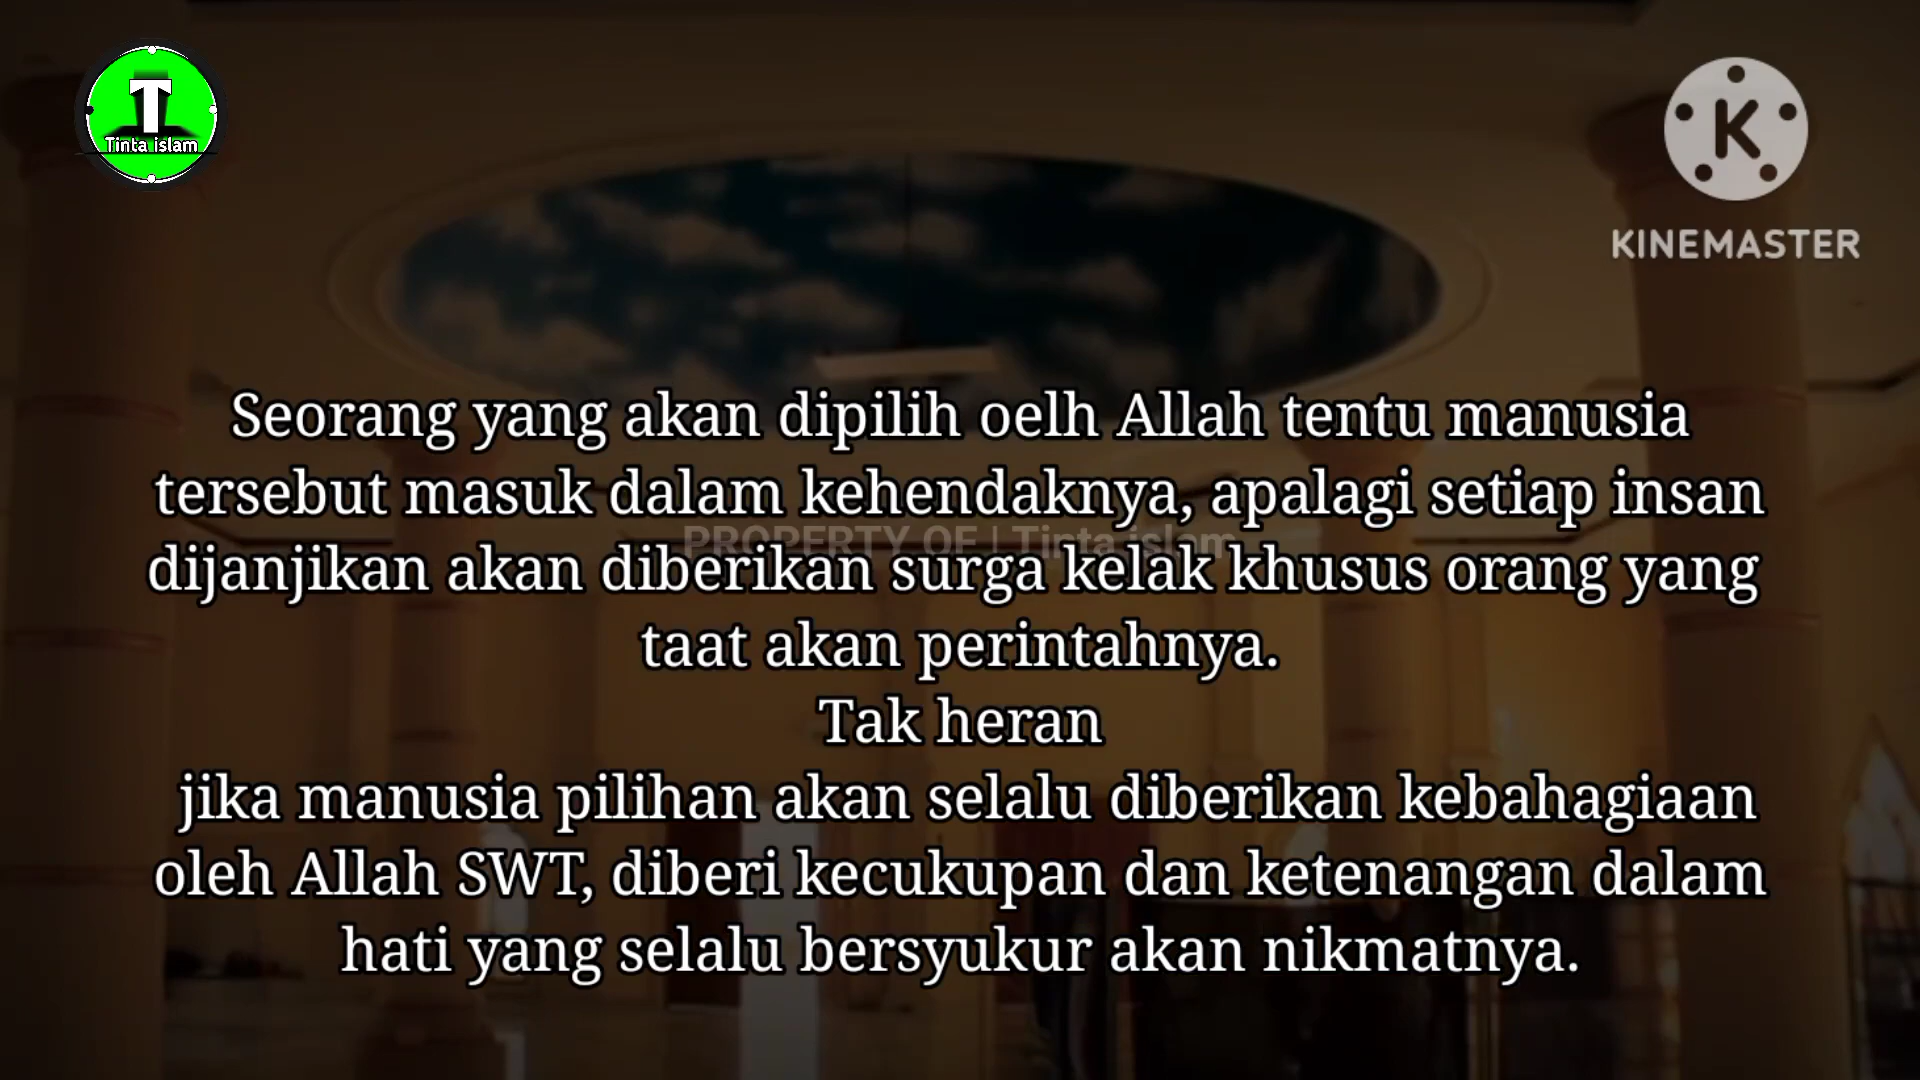 T
Tinta islam
K
KINEMASTER
Seorang yang akan dipilih oelh Allah tentu manusia
tersebut masuk dalam kehendaknya, apalagi setiap insan
PROPERTY OF | Tinta islam
dijanjikan akan diberikan surga kelak khusus orang yang
taat akan perintahnya.
Tak heran
jika manusia pilihan akan selalu diberikan kebahagiaan
oleh Allah SWT, diberi kecukupan dan ketenangan dalam
hati yang selalu bersyukur akan nikmatnya.